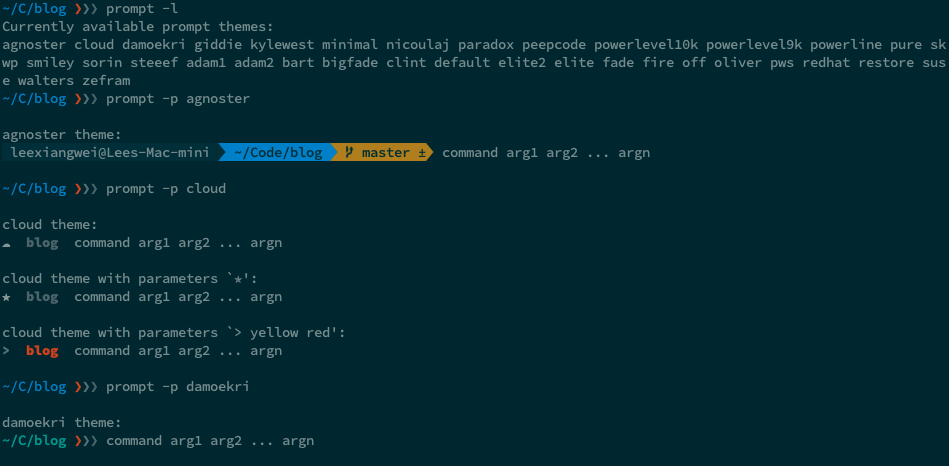 ~/C/blog ❯❯❯ prompt -l
Currently available prompt themes:
agnoster cloud damoekri giddie kylewest minimal nicoulaj paradox peepcode powerlevel10k powerlevel9k powerline pure sk
wp smiley sorin steeef adam1 adam2 bart bigfade clint default elite2 elite fade fire off oliver pws redhat restore sus
e walters zefram
~/C/blog ❯❯❯ prompt -p agnoster
agnoster theme:
leexiangwei@Lees-Mac-mini ~/Code/blog master ± command arg1 arg2 ... argn
~/C/blog ❯❯❯ prompt -p cloud
cloud theme:
☁ blog command arg1 arg2 ... argn
cloud theme with parameters `★':
★ blog command arg1 arg2 ... argn
cloud theme with parameters `> yellow red':
> blog command arg1 arg2 ... argn
~/C/blog ❯❯❯ prompt -p damoekri
damoekri theme:
~/C/blog ❯❯❯ command arg1 arg2 ... argn